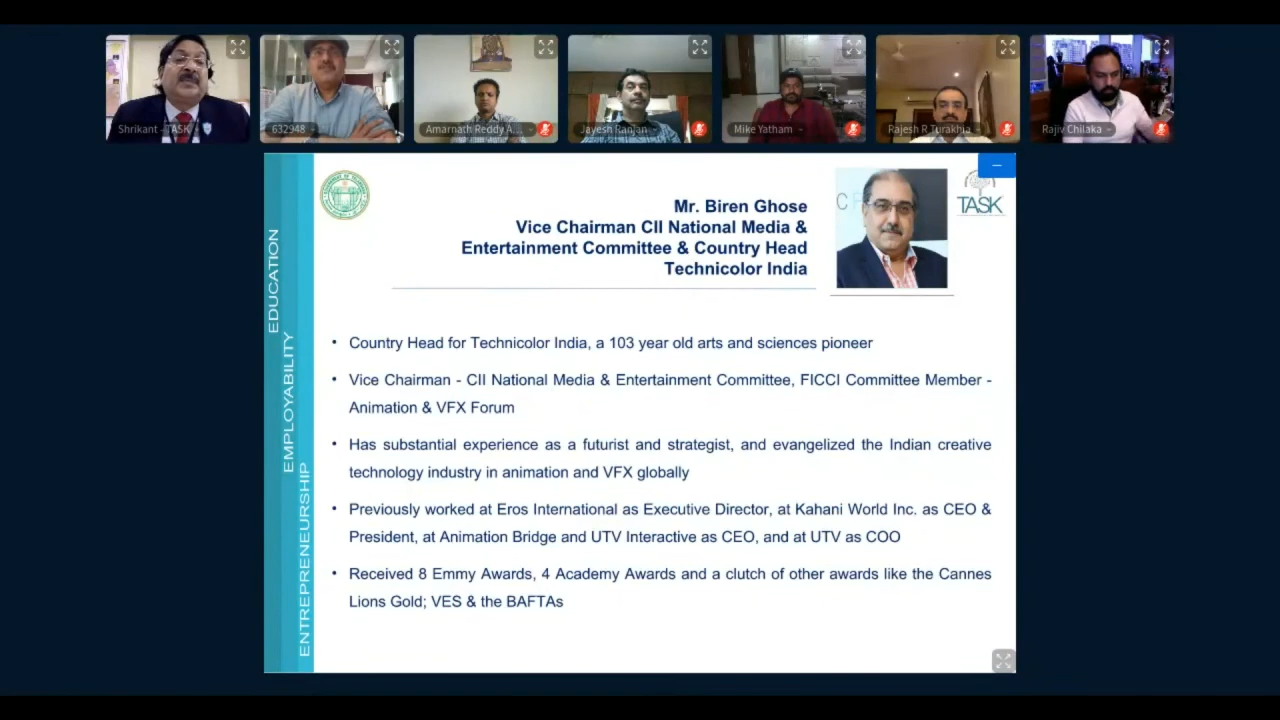 Shrikant - TASK
632948
Amarnath Reddy A...
Jayesh Ranjan
Mike Yatham
Rajesh R Turakhia
Rajiv Chilaka
Mr. Biren Ghose
Vice Chairman CII National Media &
Entertainment Committee & Country Head
Technicolor India
TASK
EDUCATION
EMPLOYABILITY
ENTREPRENEURSHIP
• Country Head for Technicolor India, a 103 year old arts and sciences pioneer
• Vice Chairman - CII National Media & Entertainment Committee, FICCI Committee Member -
Animation & VFX Forum
• Has substantial experience as a futurist and strategist, and evangelized the Indian creative
technology industry in animation and VFX globally
• Previously worked at Eros International as Executive Director, at Kahani World Inc. as CEO &
President, at Animation Bridge and UTV Interactive as CEO, and at UTV as COO
• Received 8 Emmy Awards, 4 Academy Awards and a clutch of other awards like the Cannes
Lions Gold; VES & the BAFTAs